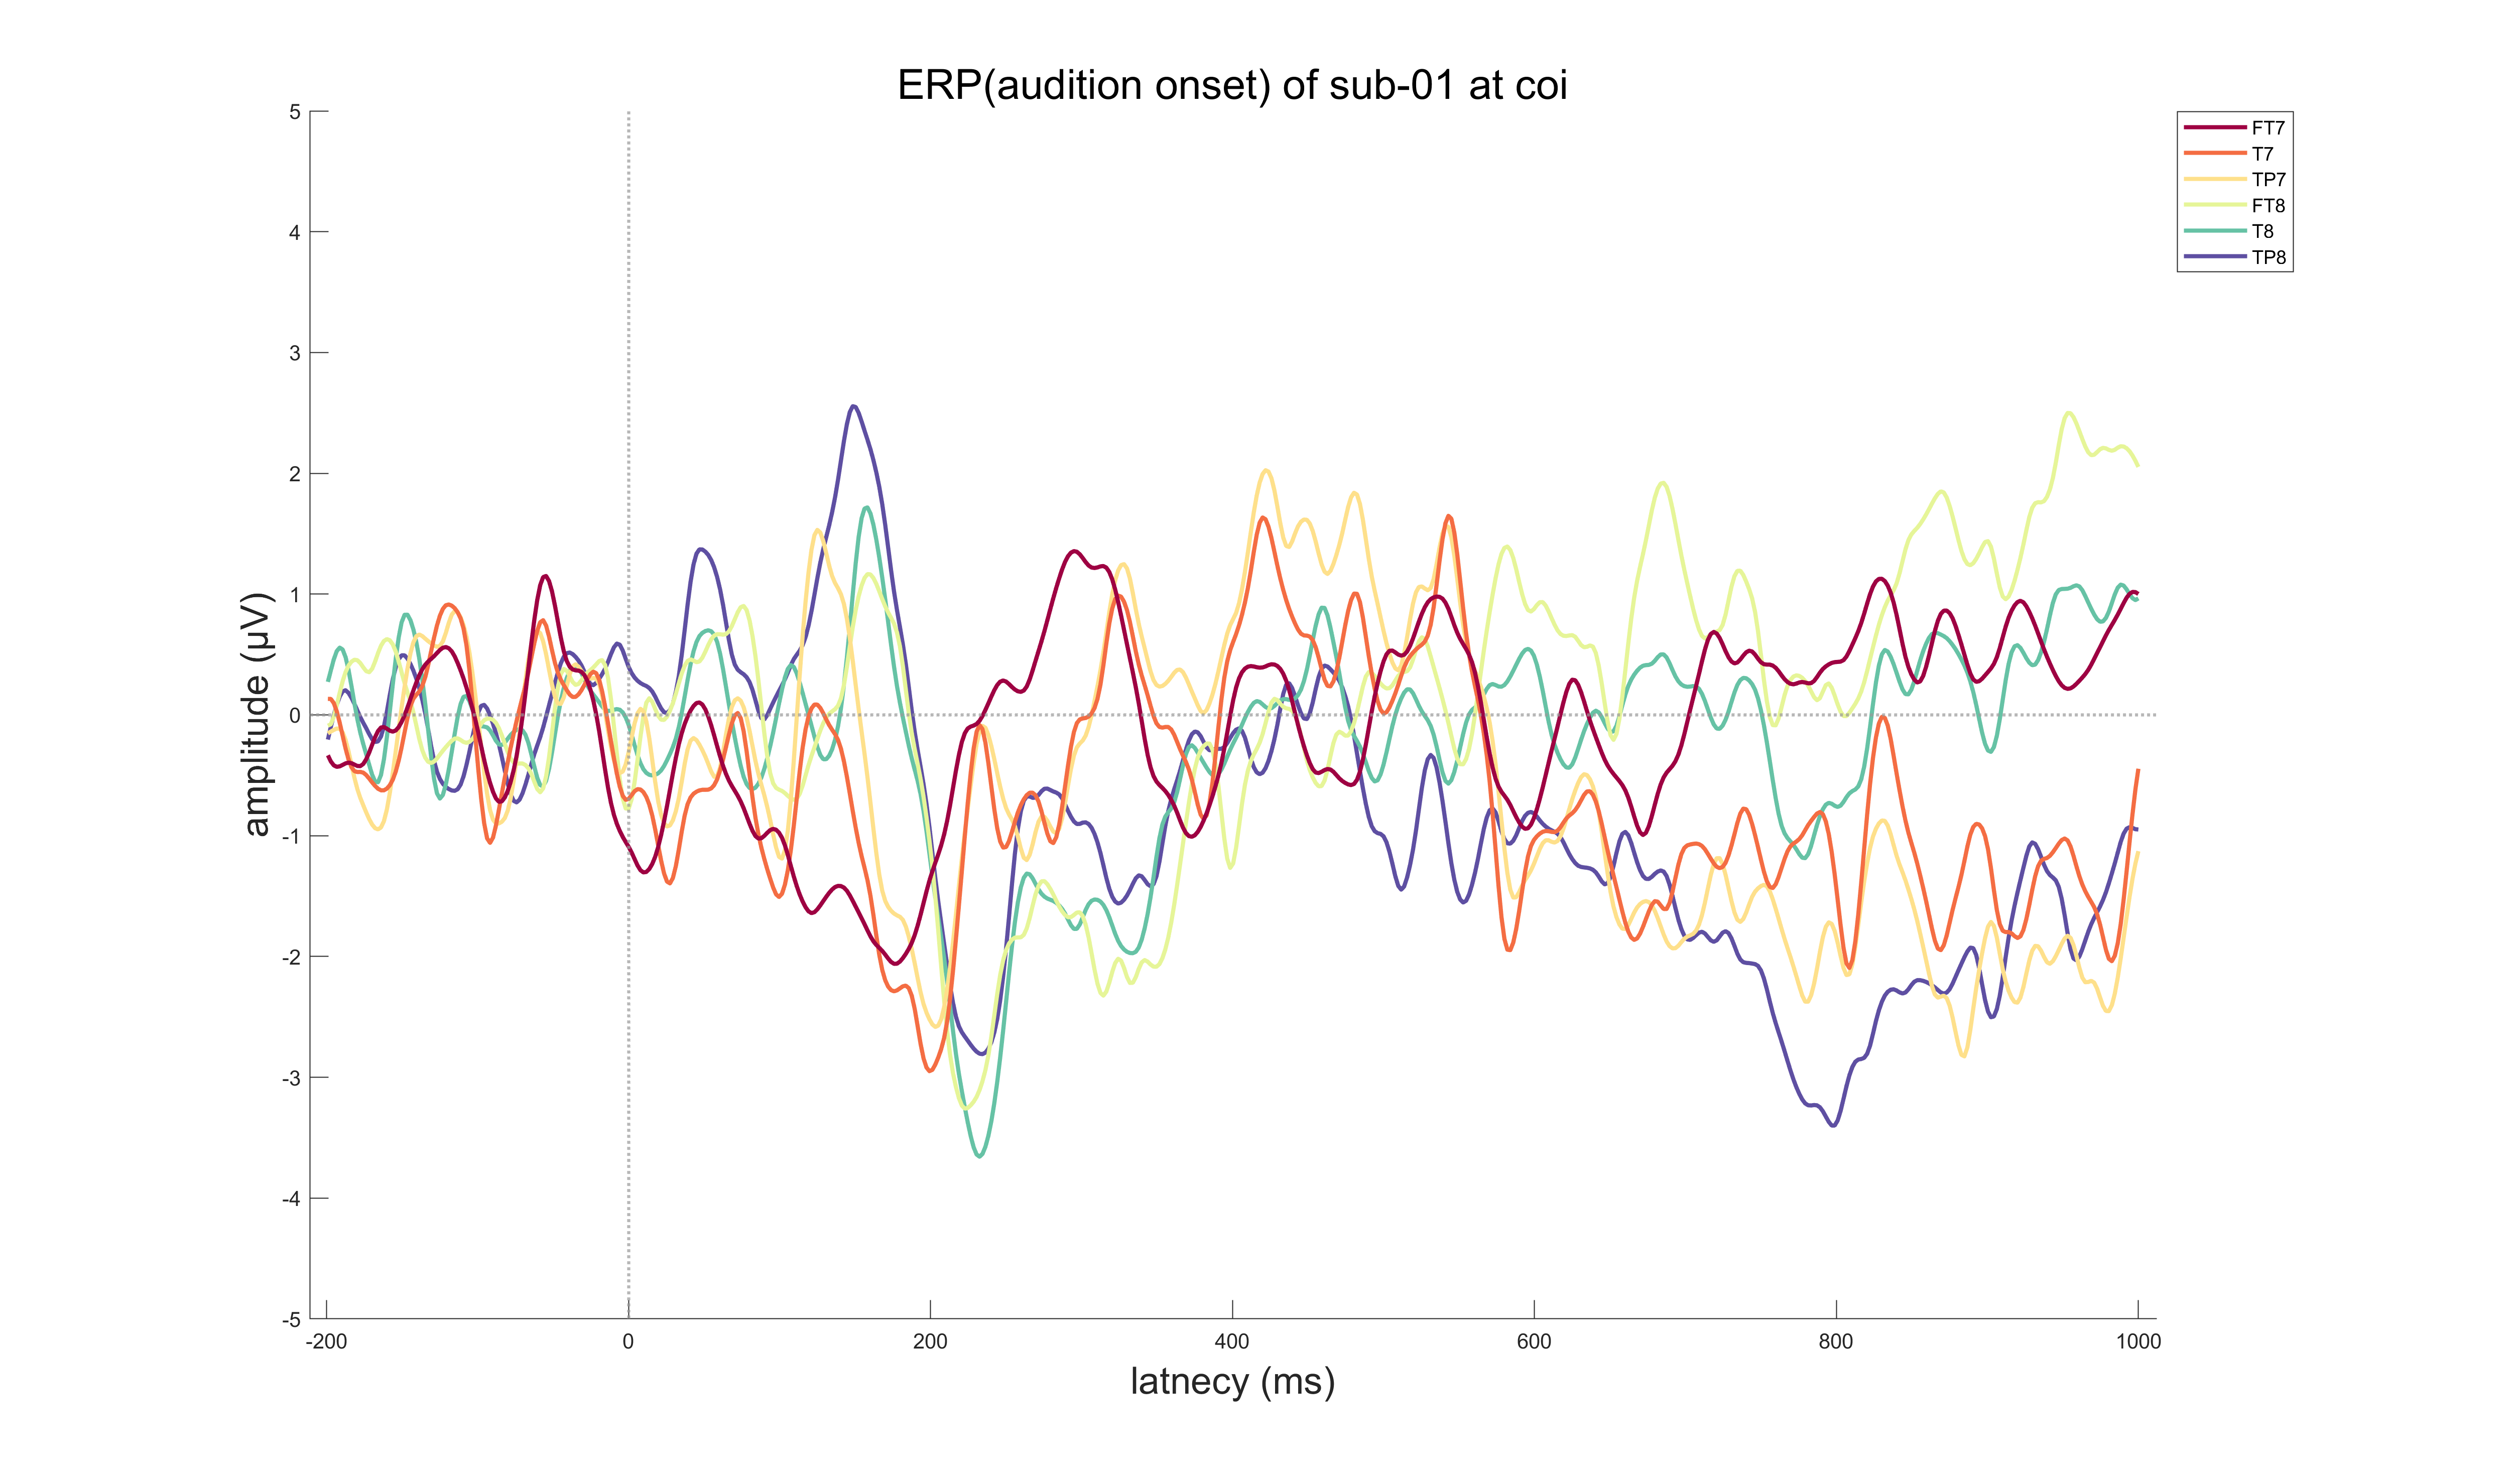 ERP(audition onset) of sub-01 at coi
5
4
3
2
1
0
-1
-2
-3
-4
-5
amplitude (µV)
-200 0 200 400 600 800 1000
latnecy (ms)
FT7
T7
TP7
FT8
T8
TP8